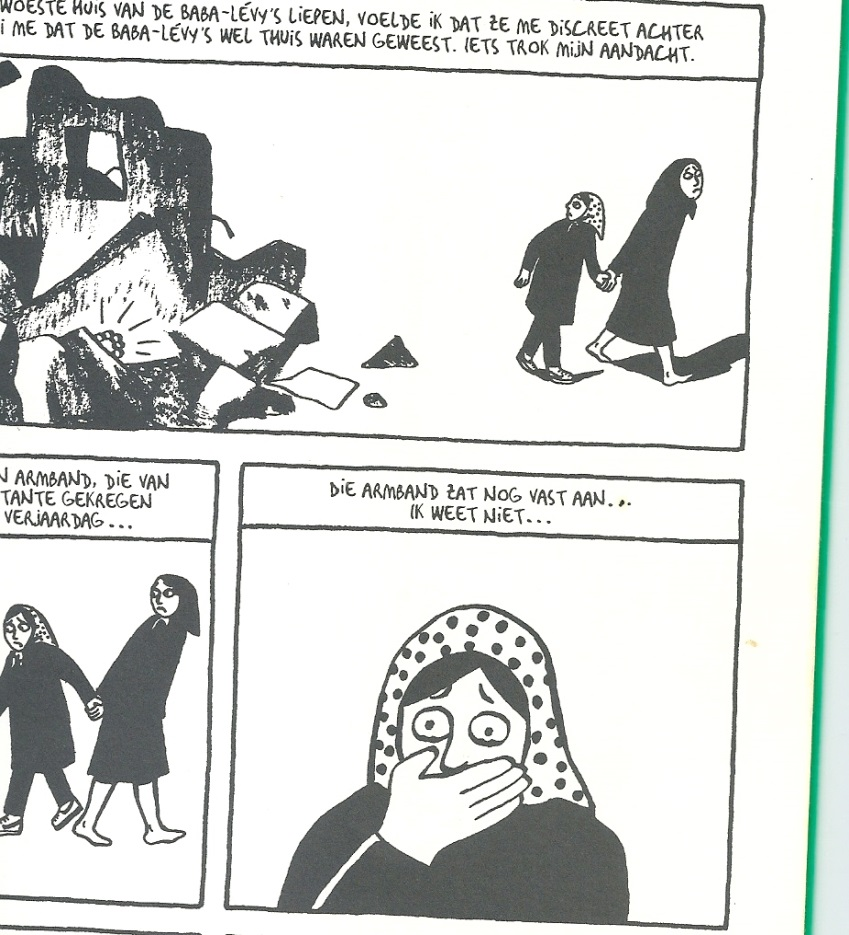 WOESTE HUIS VAN DE BABA-LÉVY'S LIEPEN, VOELDE IK DAT ZE ME DISCREET ACHTER
ME DAT DE BABA-LÉVY'S WEL THUIS WAREN GEWEEST. IETS TROK MIJN AANDACHT.
N ARMBAND, DIE VAN
TANTE GEKREGEN
VERJAARDAG...
DIE ARMBAND ZAT NOG VAST AAN...
IK WEET NIET...